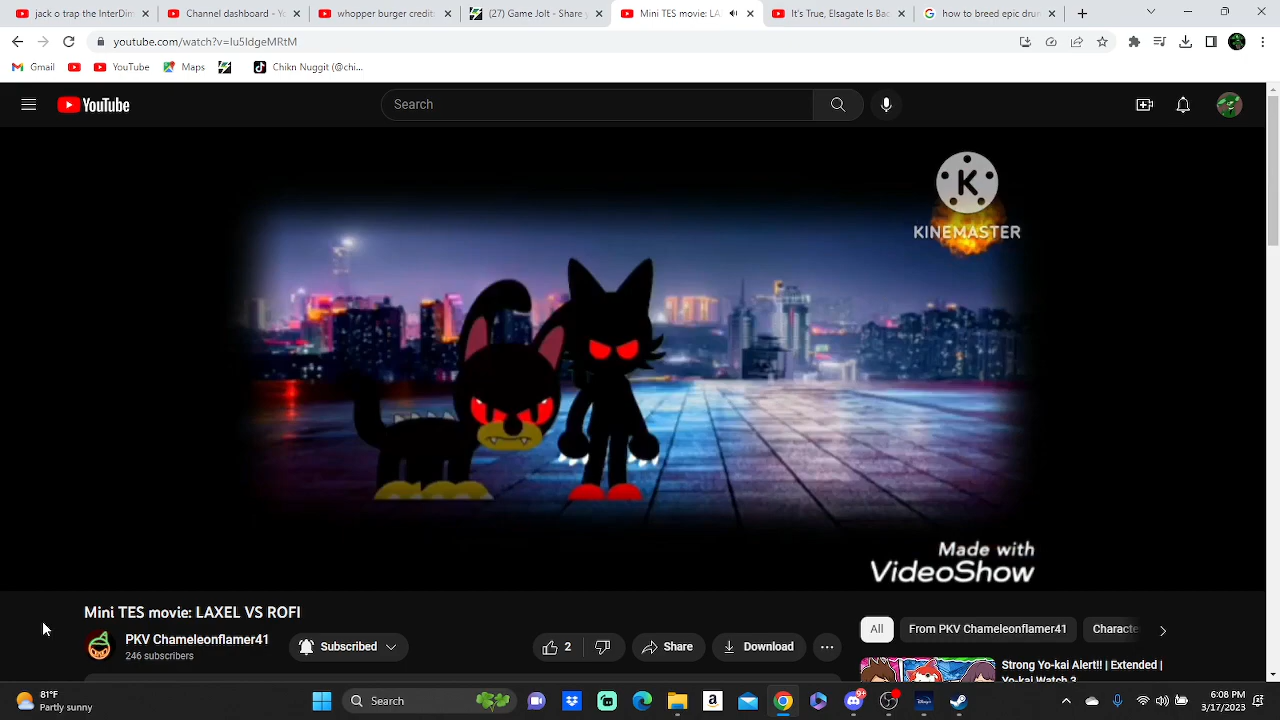 jack o trap the InterDim
Channel dashboard - Yo
whopper burger credits
(27) Game Jolt - Share y
Mini TES movie: LA
It's True, Elsagate is bac
how to breed epic drum
youtube.com/watch?v=Iu5IdgeMRtM
Gmail
YouTube
Maps
Chikn Nuggit (@chi...
YouTube
Search
K
KINEMASTER
Made with
VideoShow
Mini TES movie: LAXEL VS ROFI
PKV Chameleonflamer41
246 subscribers
Subscribed
2
Share
Download
All
From PKV Chameleonflamer41
Characte
Strong Yo-kai Alert!! | Extended |
Yo-kai Watch 3
81°F
Partly sunny
Search
9+
6:08 PM
3/17/2023